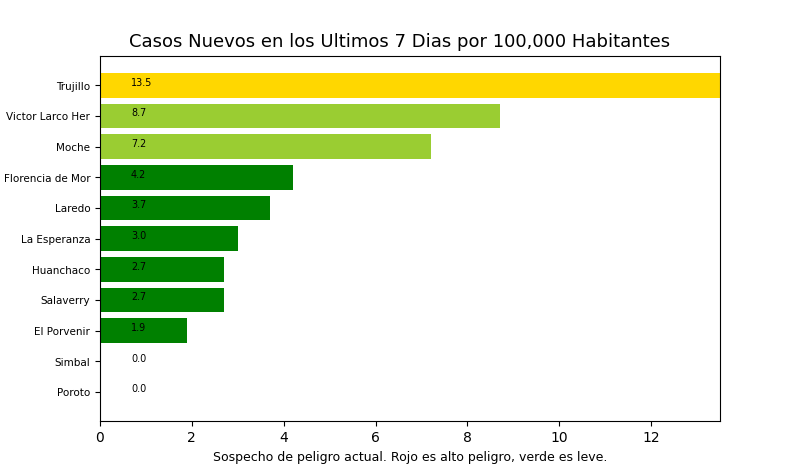 Casos Nuevos en los Ultimos 7 Dias por 100,000 Habitantes
Trujillo 13.5
Victor Larco Her 8.7
Moche 7.2
Florencia de Mor 4.2
Laredo 3.7
La Esperanza 3.0
Huanchaco 2.7
Salaverry 2.7
El Porvenir 1.9
Simbal 0.0
Poroto 0.0
0 2 4 6 8 10 12
Sospecho de peligro actual. Rojo es alto peligro, verde es leve.